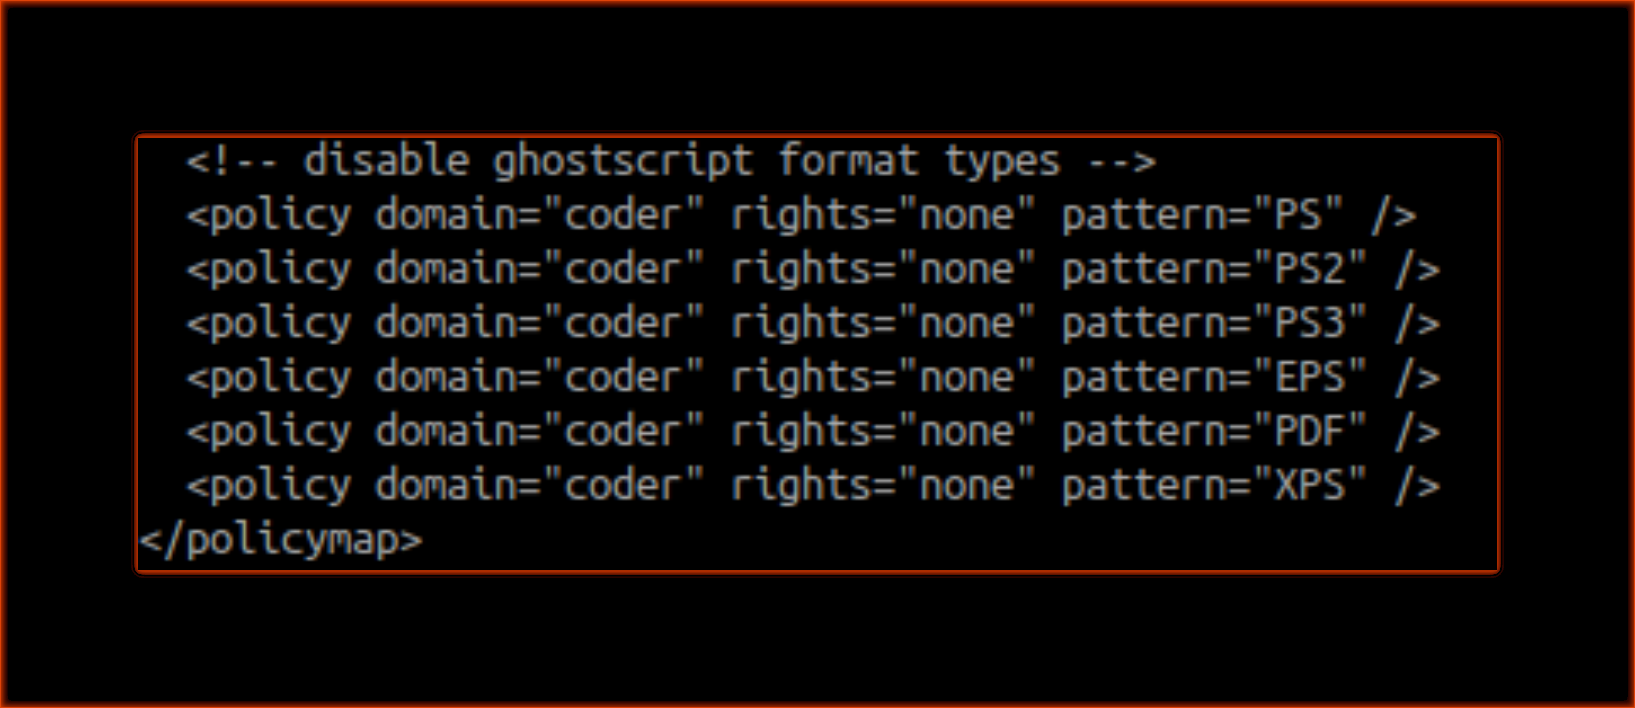 <!-- disable ghostscript format types -->
<policy domain="coder" rights="none" pattern="PS" />
<policy domain="coder" rights="none" pattern="PS2" />
<policy domain="coder" rights="none" pattern="PS3" />
<policy domain="coder" rights="none" pattern="EPS" />
<policy domain="coder" rights="none" pattern="PDF" />
<policy domain="coder" rights="none" pattern="XPS" />
</policymap>